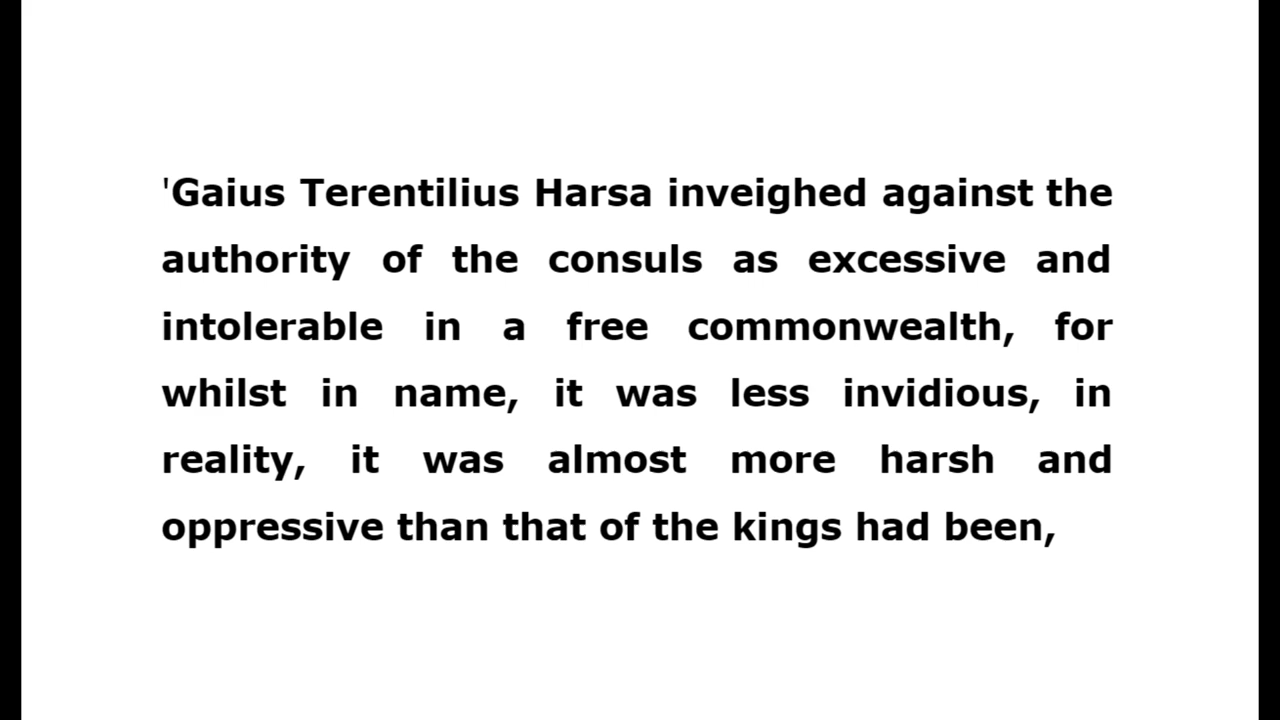 'Gaius Terentilius Harsa inveighed against the
authority of the consuls as excessive and
intolerable in a free commonwealth, for
whilst in name, it was less invidious, in
reality, it was almost more harsh and
oppressive than that of the kings had been,